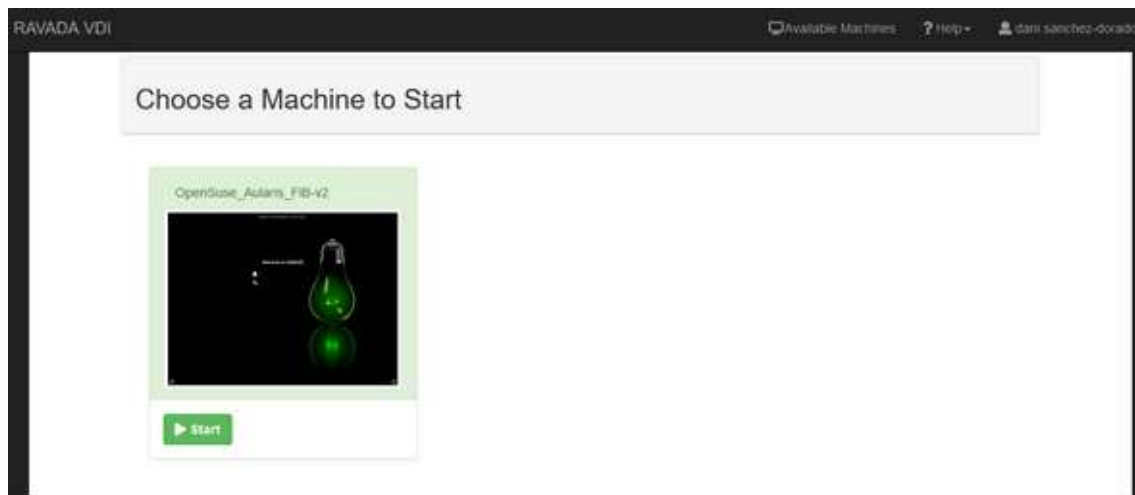 RAVADA VDI
Available Machines
? Help
dani sanchez-dorado
Choose a Machine to Start
OpenSuse_Aularis_FIB-v2
Start